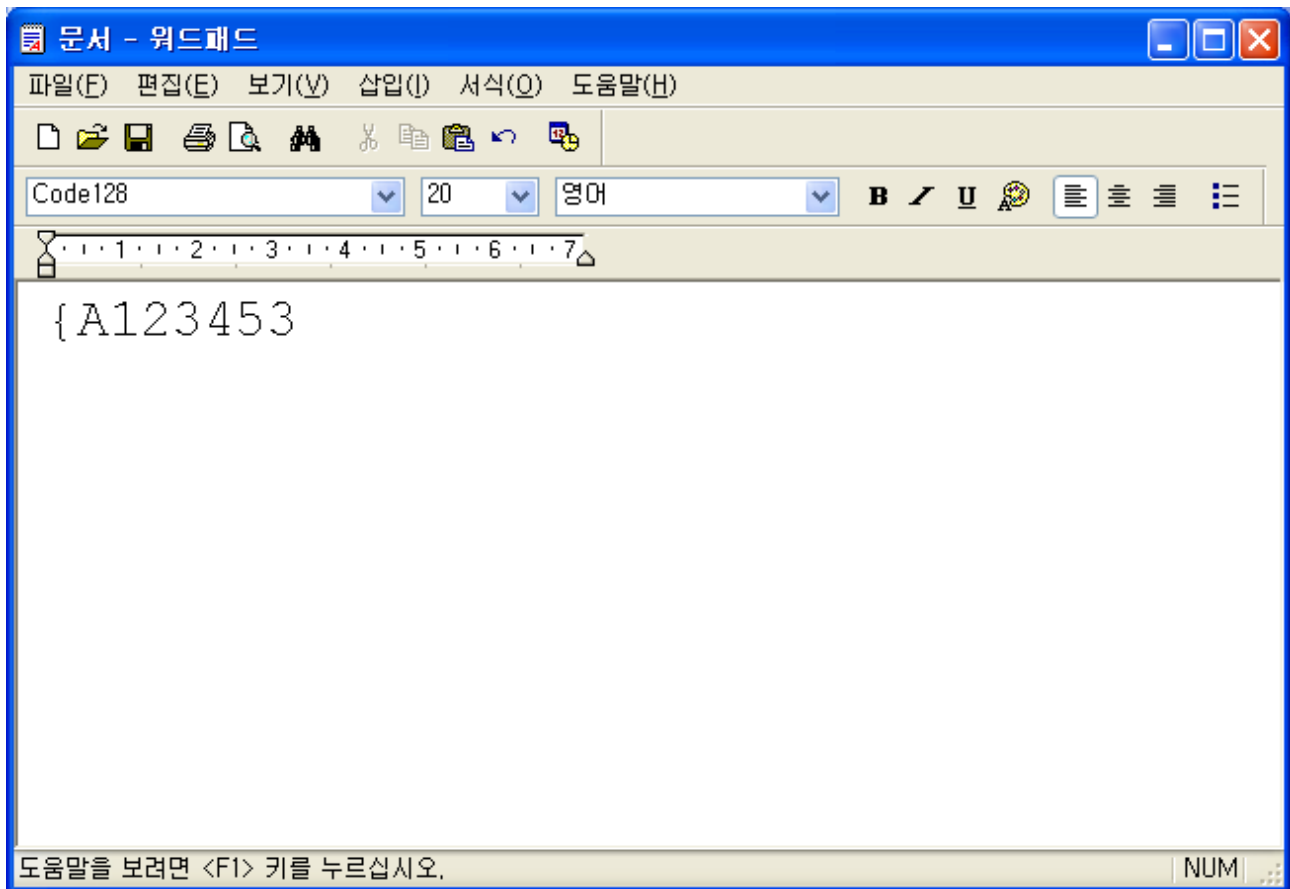 문서 - 워드패드
파일(F) 편집(E) 보기(V) 삽입(I) 서식(O) 도움말(H)
Code128 20 영어 B U
1 2 3 4 5 6 7
{A123453
도움말을 보려면 <F1> 키를 누르십시오. NUM